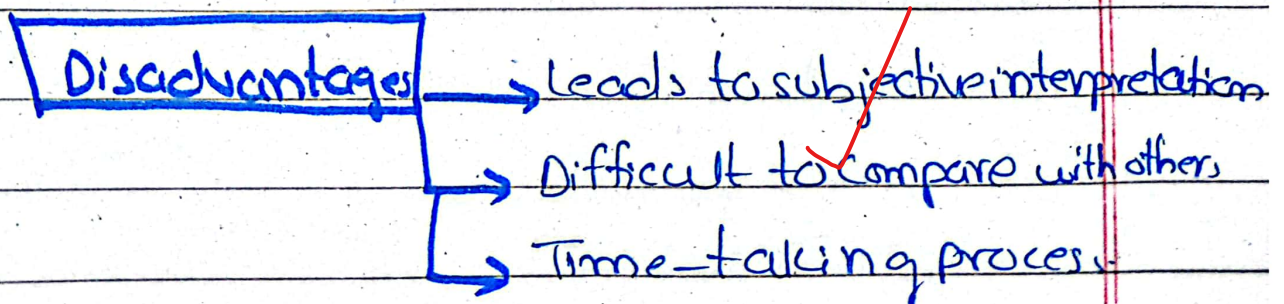 Disadvantages
Leads to subjective interpretation
Difficult to compare with others
Time-taking process.